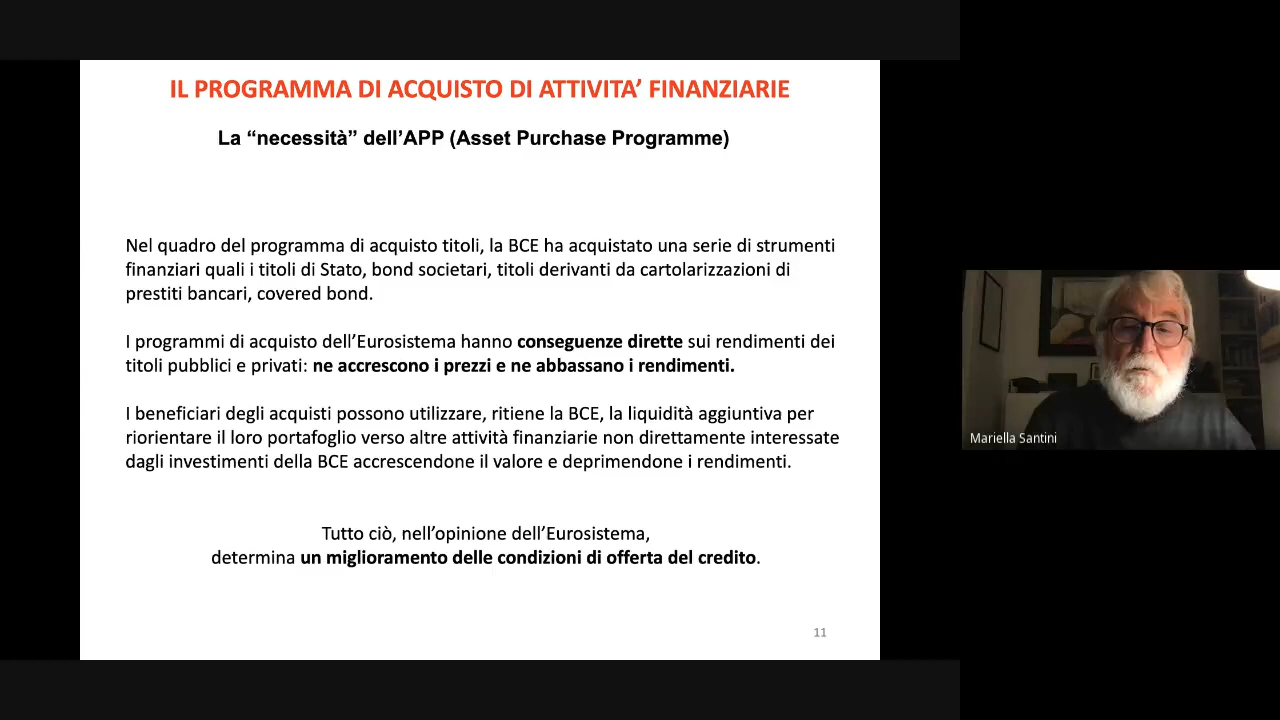 IL PROGRAMMA DI ACQUISTO DI ATTIVITA’ FINANZIARIE
La “necessità” dell’APP (Asset Purchase Programme)
Nel quadro del programma di acquisto titoli, la BCE ha acquistato una serie di strumenti
finanziari quali i titoli di Stato, bond societari, titoli derivanti da cartolarizzazioni di
prestiti bancari, covered bond.
I programmi di acquisto dell’Eurosistema hanno conseguenze dirette sui rendimenti dei
titoli pubblici e privati: ne accrescono i prezzi e ne abbassano i rendimenti.
I beneficiari degli acquisti possono utilizzare, ritiene la BCE, la liquidità aggiuntiva per
riorientare il loro portafoglio verso altre attività finanziarie non direttamente interessate
dagli investimenti della BCE accrescendone il valore e deprimendone i rendimenti.
Tutto ciò, nell’opinione dell’Eurosistema,
determina un miglioramento delle condizioni di offerta del credito.
11
Mariella Santini